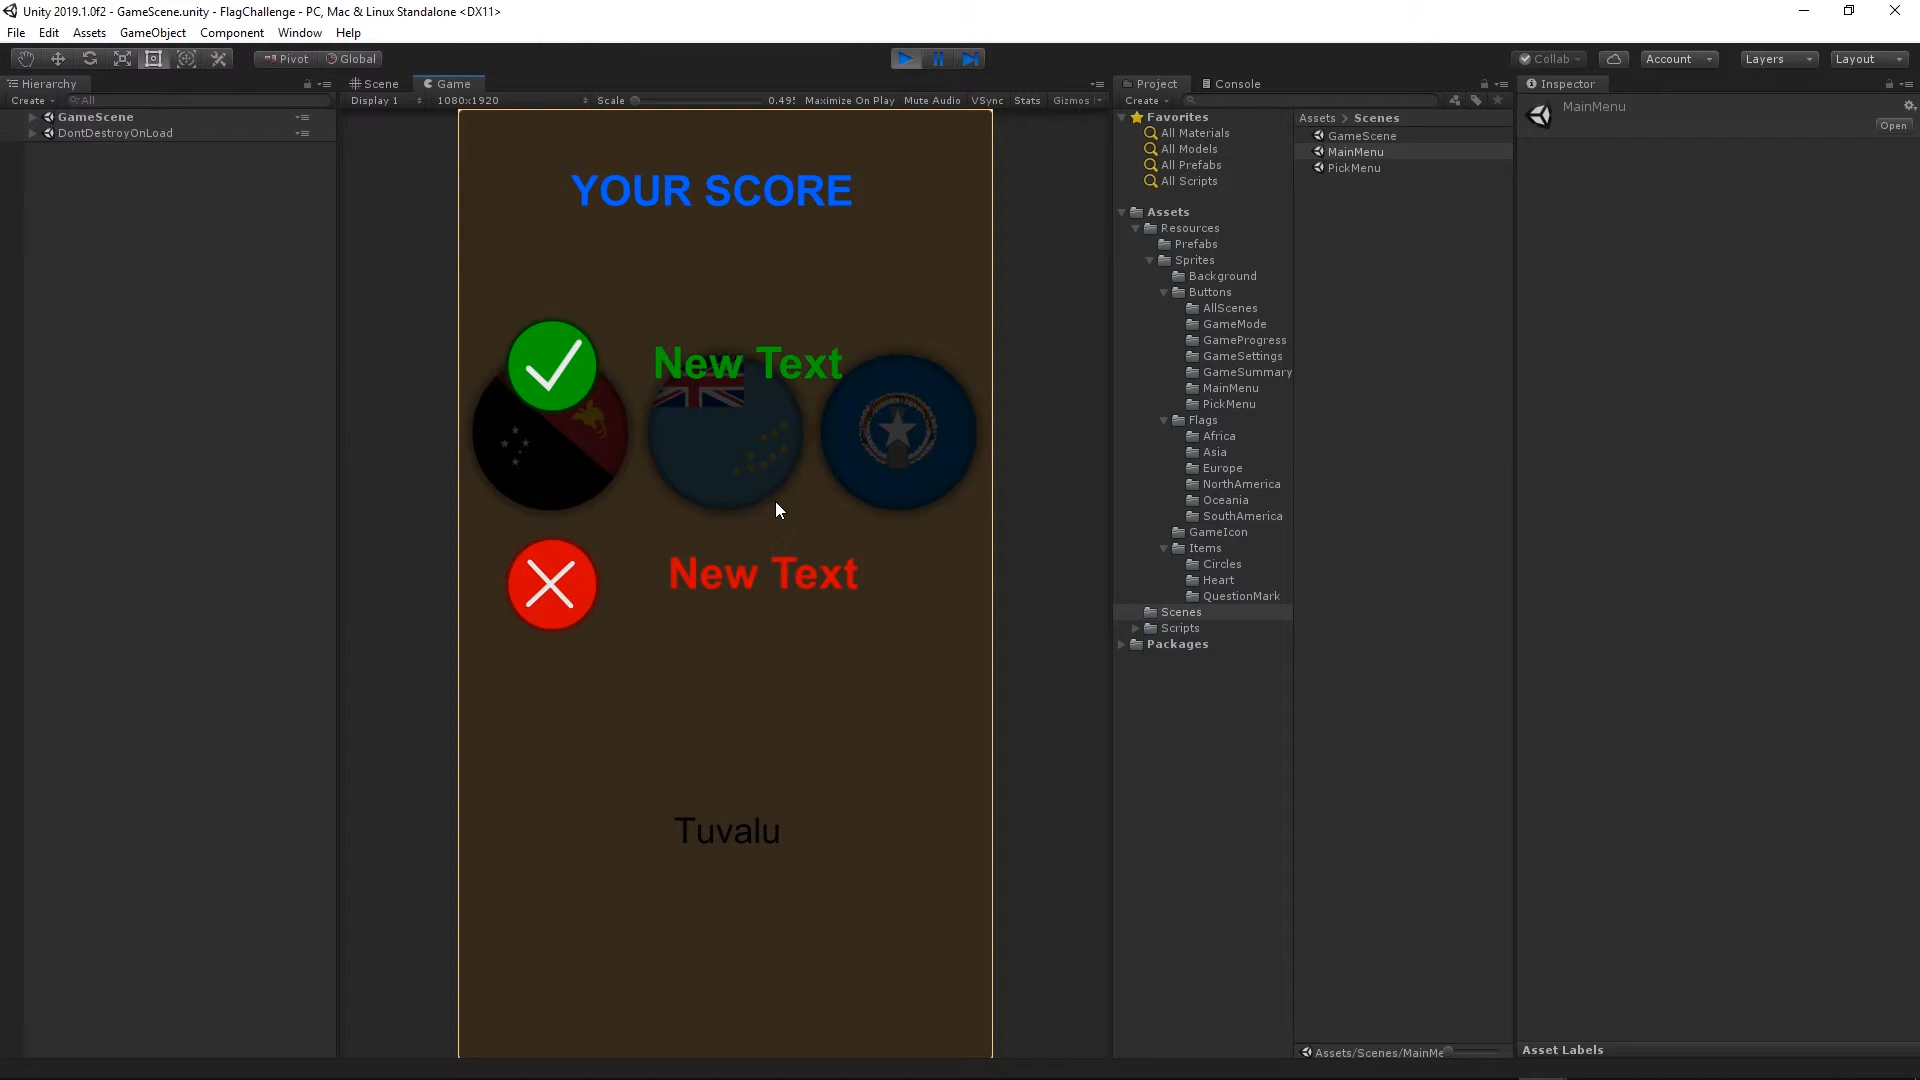 Unity 2019.1.0f2 - GameScene.unity - FlagChallenge - PC, Mac & Linux Standalone <DX11>
File Edit Assets GameObject Component Window Help
Pivot Global Collab Account Layers Layout
Hierarchy Scene Game Project Console Inspector
Create All Display 1 1080x1920 Scale 0.495 Maximize On Play Mute Audio VSync Stats Gizmos Create
GameScene
DontDestroyOnLoad
YOUR SCORE
New Text
New Text
Tuvalu
Favorites
All Materials
All Models
All Prefabs
All Scripts
Assets
Resources
Prefabs
Sprites
Background
Buttons
AllScenes
GameMode
GameProgress
GameSettings
GameSummary
MainMenu
PickMenu
Flags
Africa
Asia
Europe
NorthAmerica
Oceania
SouthAmerica
GameIcon
Items
Circles
Heart
QuestionMark
Scenes
Scripts
Packages
Assets > Scenes
GameScene
MainMenu
PickMenu
Assets/Scenes/MainMe
MainMenu
Open
Asset Labels